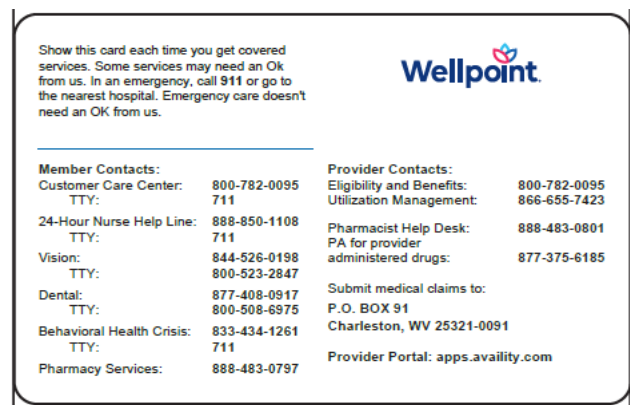 Show this card each time you get covered
services. Some services may need an Ok
from us. In an emergency, call 911 or go to
the nearest hospital. Emergency care doesn't
need an OK from us.
Wellpoint.
Member Contacts:
Customer Care Center: 800-782-0095
TTY: 711
24-Hour Nurse Help Line: 888-850-1108
TTY: 711
Vision: 844-526-0198
TTY: 800-523-2847
Dental: 877-408-0917
TTY: 800-508-6975
Behavioral Health Crisis: 833-434-1261
TTY: 711
Pharmacy Services: 888-483-0797
Provider Contacts:
Eligibility and Benefits: 800-782-0095
Utilization Management: 866-655-7423
Pharmacist Help Desk: 888-483-0801
PA for provider
administered drugs: 877-375-6185
Submit medical claims to:
P.O. BOX 91
Charleston, WV 25321-0091
Provider Portal: apps.availity.com